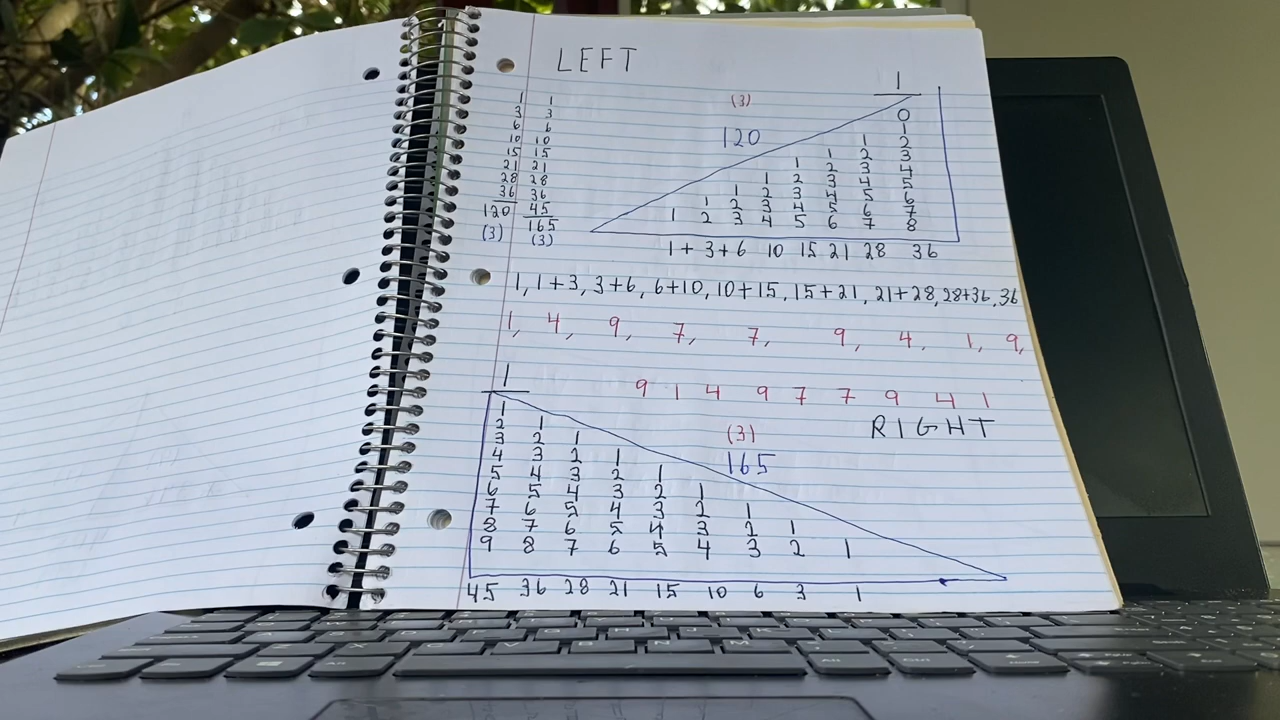 LEFT
1 1
3 3
6 6
10 10
15 15
21 21
28 28
36 36
120 45
(3) 165
(3)
1
(3)
120
0
1
1 2
1 2 3
1 2 3 4
1 2 3 4 5
1 2 3 4 5 6
1 2 3 4 5 6 7
1 2 3 4 5 6 7 8
1 + 3 + 6 10 15 21 28 36
1, 1+3, 3+6, 6+10, 10+15, 15+21, 21+28, 28+36, 36
1, 4, 9, 7, 7, 9, 4, 1, 9,
9 1 4 9 7 7 9 4 1
RIGHT
1
(3)
165
1
2 1
3 2 1
4 3 2 1
5 4 3 2 1
6 5 4 3 2 1
7 6 5 4 3 2 1
8 7 6 5 4 3 2 1
9 8 7 6 5 4 3 2 1
45 36 28 21 15 10 6 3 1